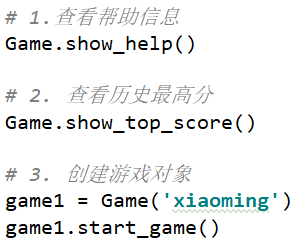 # 1.查看帮助信息
Game.show_help()
# 2. 查看历史最高分
Game.show_top_score()
# 3. 创建游戏对象
game1 = Game('xiaoming')
game1.start_game()